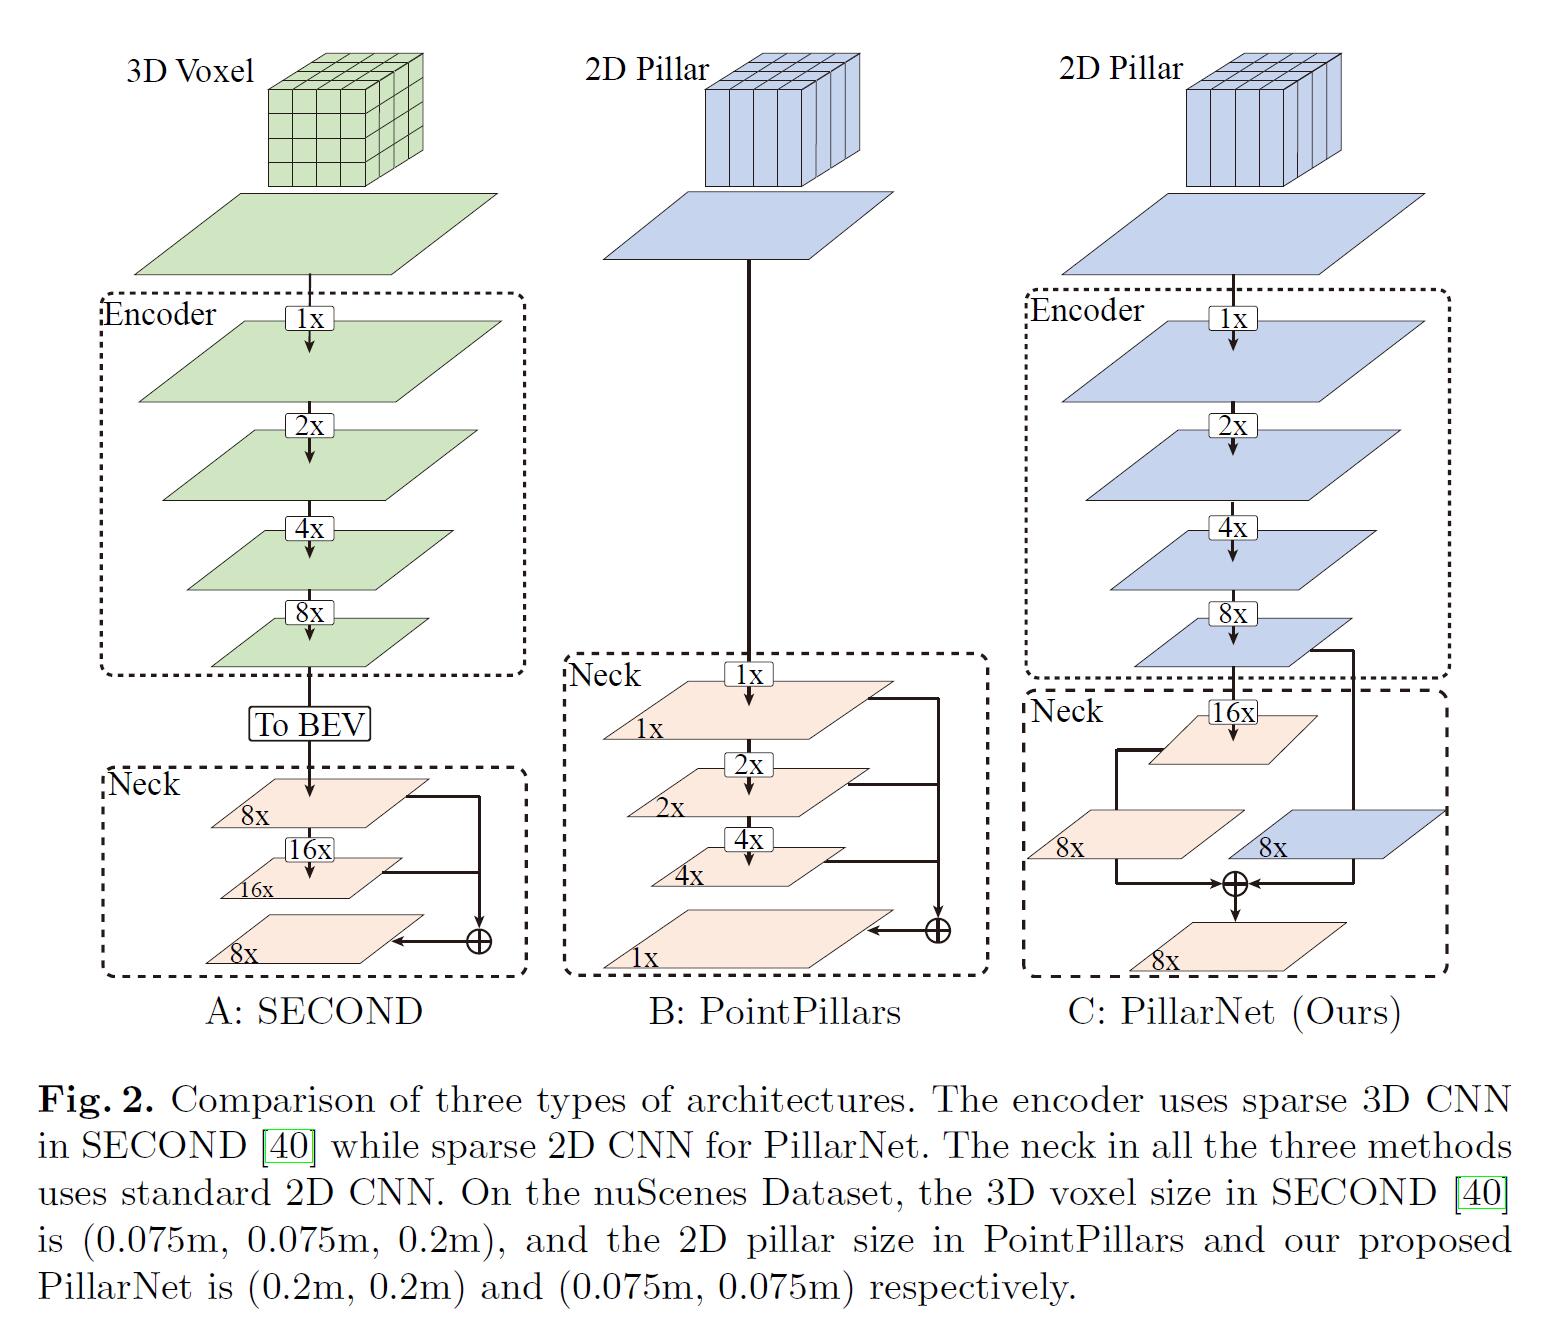 3D Voxel
Encoder
1x
2x
4x
8x
To BEV
Neck
8x
16x
16x
8x
A: SECOND
2D Pillar
Neck
1x
1x
2x
2x
4x
4x
1x
B: PointPillars
2D Pillar
Encoder
1x
2x
4x
8x
Neck
16x
8x
8x
8x
C: PillarNet (Ours)
Fig. 2. Comparison of three types of architectures. The encoder uses sparse 3D CNN
in SECOND [40] while sparse 2D CNN for PillarNet. The neck in all the three methods
uses standard 2D CNN. On the nuScenes Dataset, the 3D voxel size in SECOND [40]
is (0.075m, 0.075m, 0.2m), and the 2D pillar size in PointPillars and our proposed
PillarNet is (0.2m, 0.2m) and (0.075m, 0.075m) respectively.